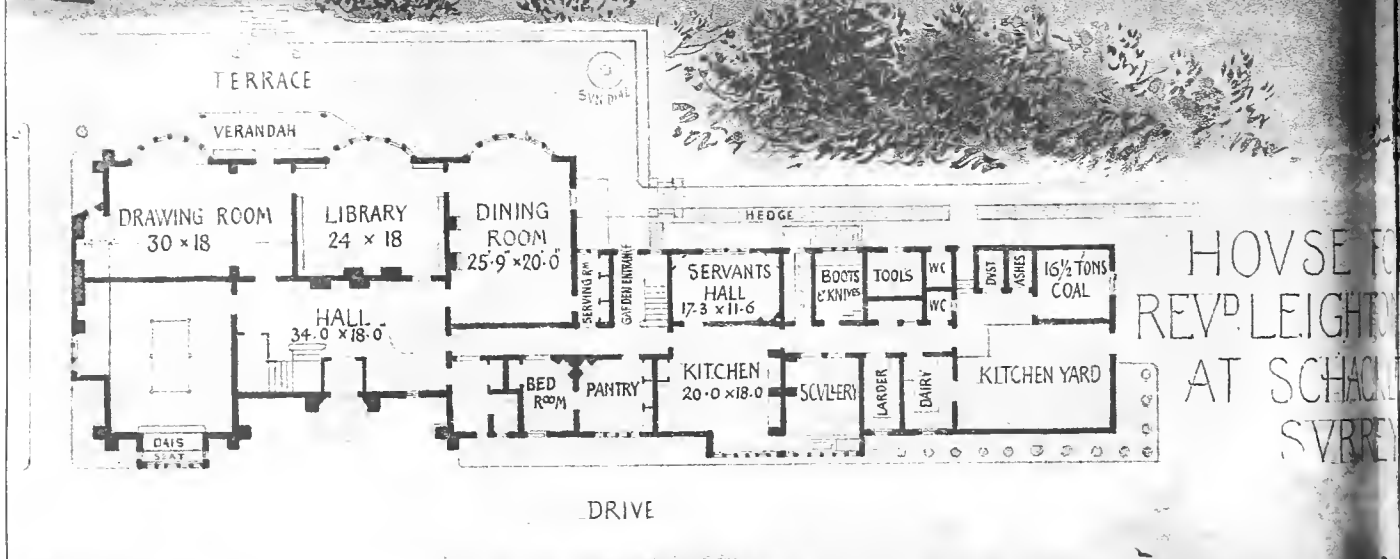 TERRACE
SVN DIAL
VERANDAH
DRAWING ROOM
30 × 18
LIBRARY
24 × 18
DINING
ROOM
25·9" × 20·0"
HEDGE
SERVING RM
GARDEN ENTRANCE
SERVANTS
HALL
17·3 × 11·6
BOOTS
& KNIVES
TOOLS
WC
WC
DVST
ASHES
16½ TONS
COAL
HALL
34·0 × 18·0"
BED
ROOM
PANTRY
KITCHEN
20·0 × 18·0
SCVLLERY
LARDER
DAIRY
KITCHEN YARD
DAIS
SEAT
DRIVE
HOVSE TO
REVD LEIGHTO
AT SCHACKL
SVRREY